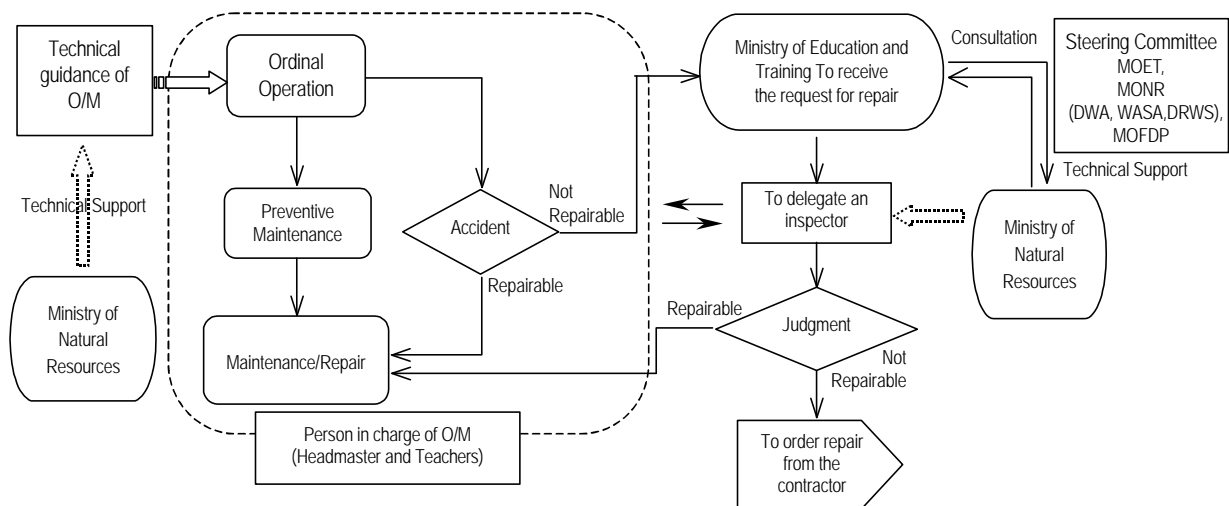 Technical
guidance of
O/M
Technical Support
Ministry of
Natural
Resources
Ordinal
Operation
Preventive
Maintenance
Maintenance/Repair
Accident
Not
Repairable
Repairable
Person in charge of O/M
(Headmaster and Teachers)
Ministry of Education and
Training To receive
the request for repair
To delegate an
inspector
Judgment
Repairable
Not
Repairable
To order repair
from the
contractor
Consultation
Steering Committee
MOET,
MONR
(DWA, WASA,DRWS),
MOFDP
Technical Support
Ministry of
Natural
Resources